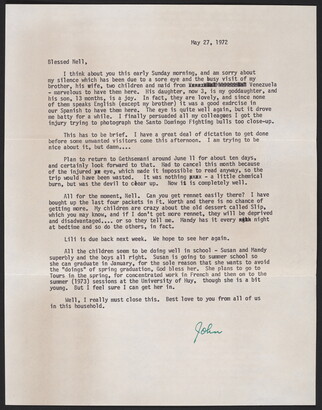 May 27, 1972
Blessed Nell,
I think about you this early Sunday morning, and am sorry about
my silence which has been due to a sore eye and the busy visit of my
brother, his wife, two children and maid from Venezuela
- marvelous to have them here. His daughter, now 3, is my goddaughter, and
his son, 13 months, is a joy. In fact, they are lovely, and since none
of them speaks English (except my brother) it was a good exercise in
our Spanish to have them here. The eye is quite well again, but it drove
me batty for a while. I finally persuaded all my colleagues I got the
injury trying to photograph the Santo Domingo fighting bulls too close-up.
This has to be brief. I have a great deal of dictation to get done
before some unwanted visitors come this afternoon. I am trying to be
nice about it, but damn....
Plan to return to Gethsemani around June 11 for about ten days,
and certainly look forward to that. Had to cancel this month because
of the injured eye, which made it impossible to read anyway, so the
trip would have been wasted. It was nothing - a little chemical
burn, but was the devil to clear up. Now it is completely well.
All for the moment, Nell. Can you get rennet easily there? I have
bought up the last four packets in Ft. Worth and there is no chance of
getting more. My children are crazy about the old dessert called Slip,
which you may know, and if I don't get more rennet, they will be deprived
and disadvantaged.... or so they tell me. Handy has it every night
at bedtime and so do the others, in fact.
Lili is due back next week. We hope to see her again.
All the children seem to be doing well in school - Susan and Mandy
superbly and the boys all right. Susan is going to summer school so
she can graduate in January, for the sole reason that she wants to avoid
the "doings" of spring graduation, God bless her. She plans to go to
Tours in the spring, for concentrated work in French and then on to the
summer (1973) sessions at the University of Huy, though she is a bit
young. But I feel sure I can get her in.
Well, I really must close this. Best love to you from all of us
in this household.
John